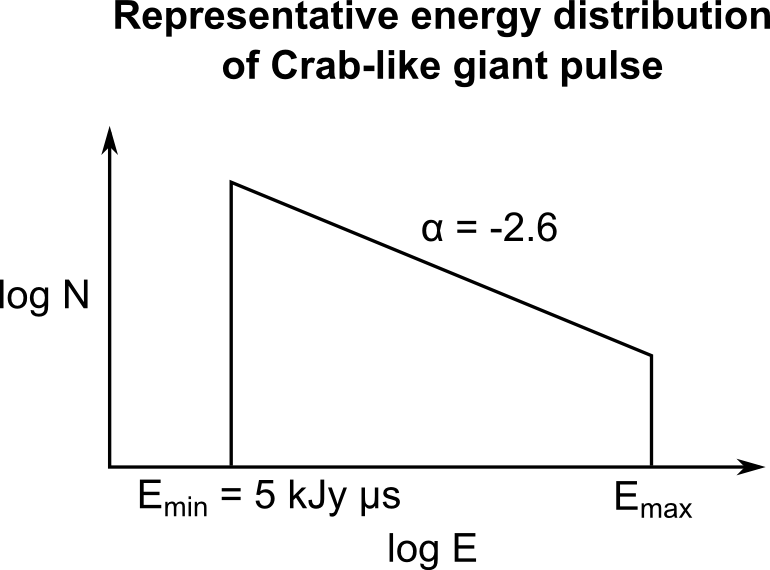 Representative energy distribution
of Crab-like giant pulse
α = -2.6
log N
Emin = 5 kJy μs
Emax
log E